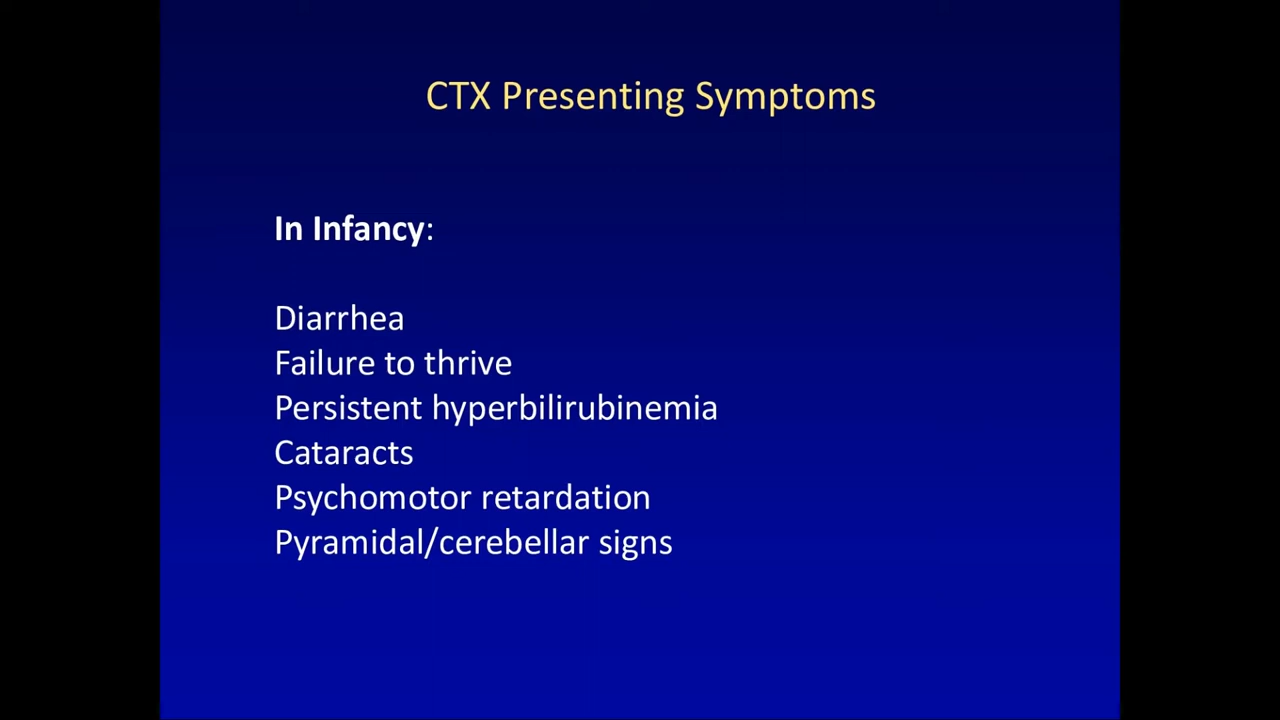 CTX Presenting Symptoms
In Infancy:
Diarrhea
Failure to thrive
Persistent hyperbilirubinemia
Cataracts
Psychomotor retardation
Pyramidal/cerebellar signs